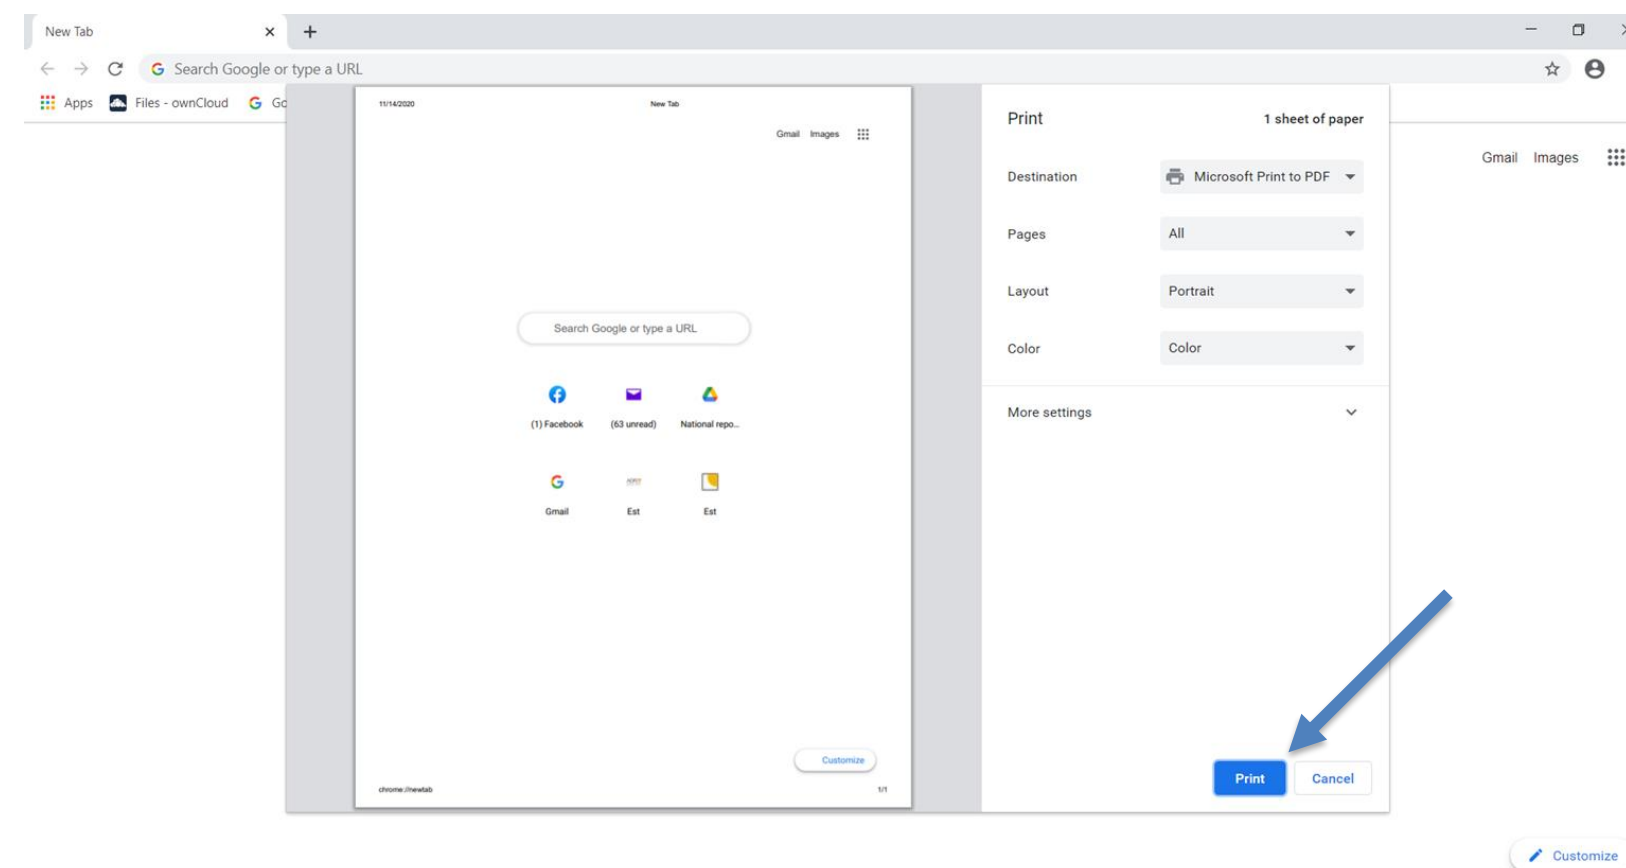 New Tab
Search Google or type a URL
Apps Files - ownCloud
11/14/2020 New Tab
Gmail Images
Search Google or type a URL
(1) Facebook (63 unread) National repo...
Gmail Est Est
Customize
chrome://newtab 1/1
Print 1 sheet of paper
Destination Microsoft Print to PDF
Pages All
Layout Portrait
Color Color
More settings
Print Cancel
Gmail Images
Customize